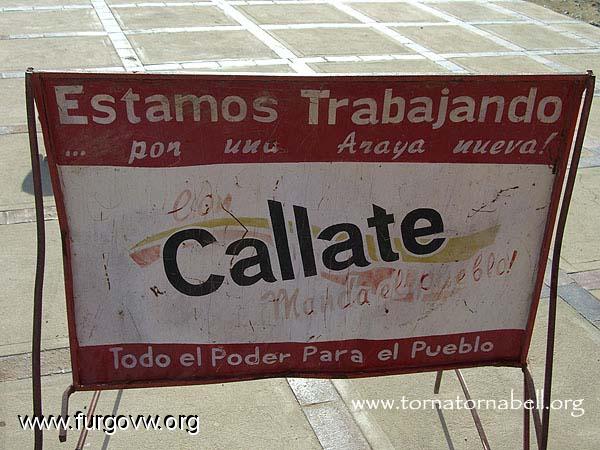 Estamos Trabajando
... por una Araya nueva!
con
Callate
Manda el pueblo!
Todo el Poder Para el Pueblo
www.tornatornabell.org
www.furgovw.org